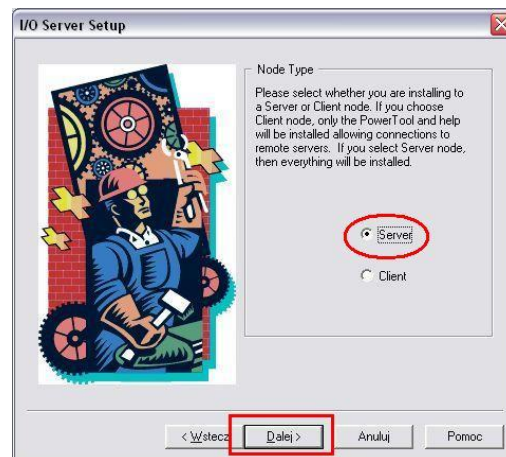 I/O Server Setup
Node Type
Please select whether you are installing to
a Server or Client node. If you choose
Client node, only the PowerTool and help
will be installed allowing connections to
remote servers. If you select Server node,
then everything will be installed.
Server
Client
< Wstecz
Dalej >
Anuluj
Pomoc